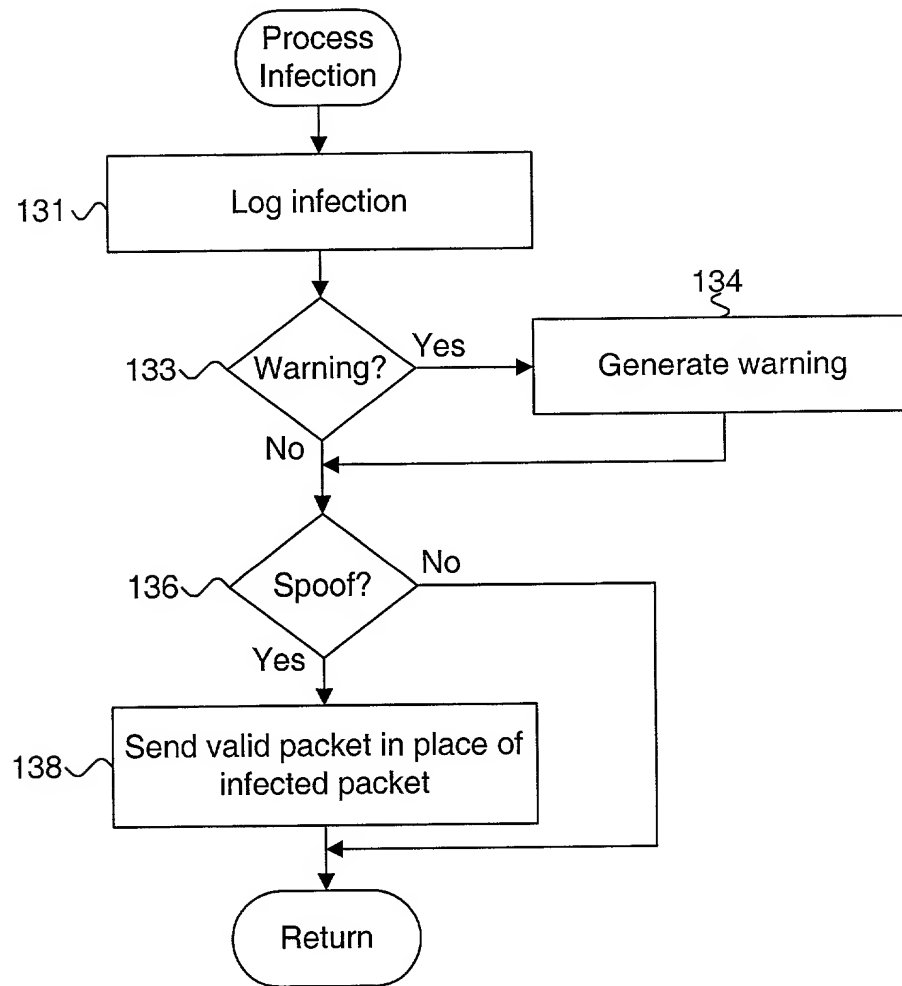 Process
Infection
131
Log infection
134
133
Warning?
Yes
Generate warning
No
136
Spoof?
No
Yes
138
Send valid packet in place of
infected packet
Return